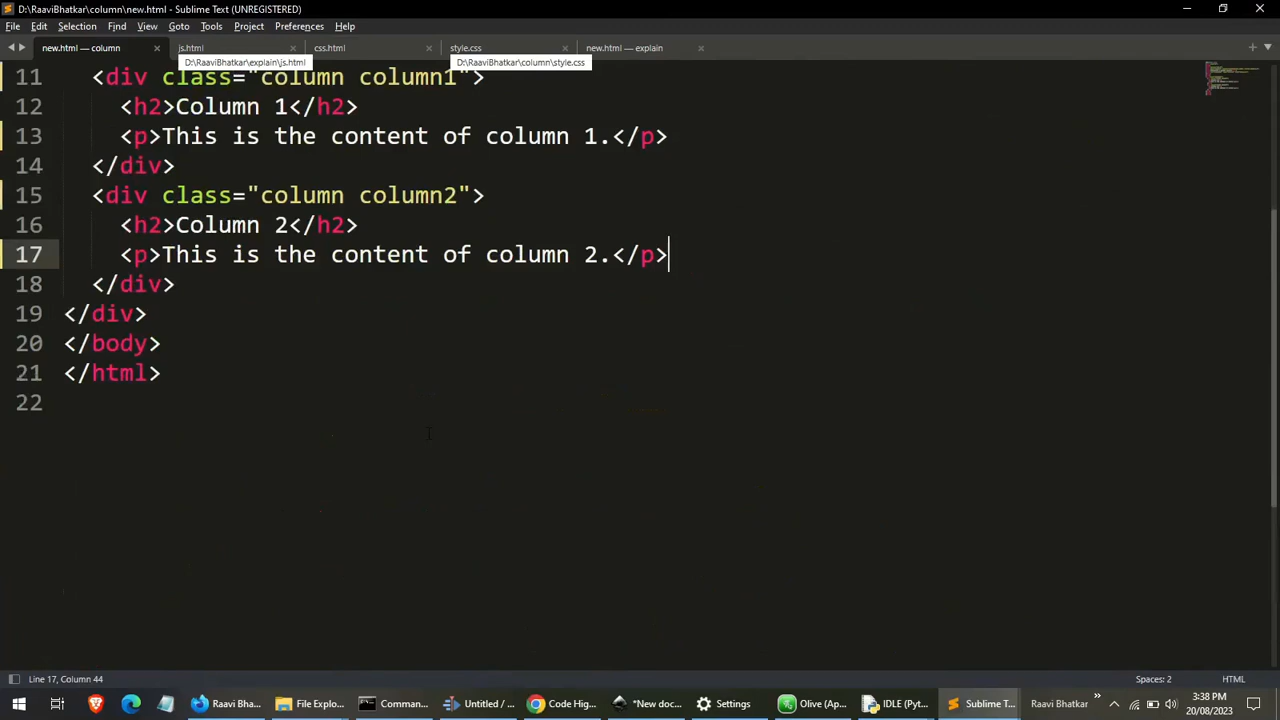 D:\RaaviBhatkar\column\new.html - Sublime Text (UNREGISTERED)
File Edit Selection Find View Goto Tools Project Preferences Help
new.html — column × js.html × css.html × style.css × new.html — explain ×
D:\RaaviBhatkar\explain\js.html D:\RaaviBhatkar\column\style.css
11 <div class="column column1">
12 <h2>Column 1</h2>
13 <p>This is the content of column 1.</p>
14 </div>
15 <div class="column column2">
16 <h2>Column 2</h2>
17 <p>This is the content of column 2.</p>
18 </div>
19 </div>
20 </body>
21 </html>
22
Line 17, Column 44 Spaces: 2 HTML
Raavi Bha... File Explo... Comman... Untitled / ... Code Hig... *New doc... Settings Olive (Ap... IDLE (Pyt... Sublime T... Raavi Bhatkar 3:38 PM
20/08/2023